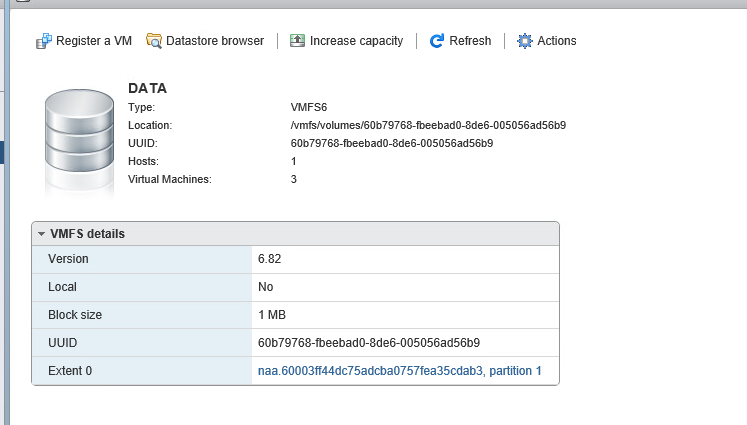 Register a VM Datastore browser Increase capacity Refresh Actions
DATA
Type: VMFS6
Location: /vmfs/volumes/60b79768-fbeebad0-8de6-005056ad56b9
UUID: 60b79768-fbeebad0-8de6-005056ad56b9
Hosts: 1
Virtual Machines: 3
VMFS details
Version 6.82
Local No
Block size 1 MB
UUID 60b79768-fbeebad0-8de6-005056ad56b9
Extent 0 naa.60003ff44dc75adcba0757fea35cdab3, partition 1